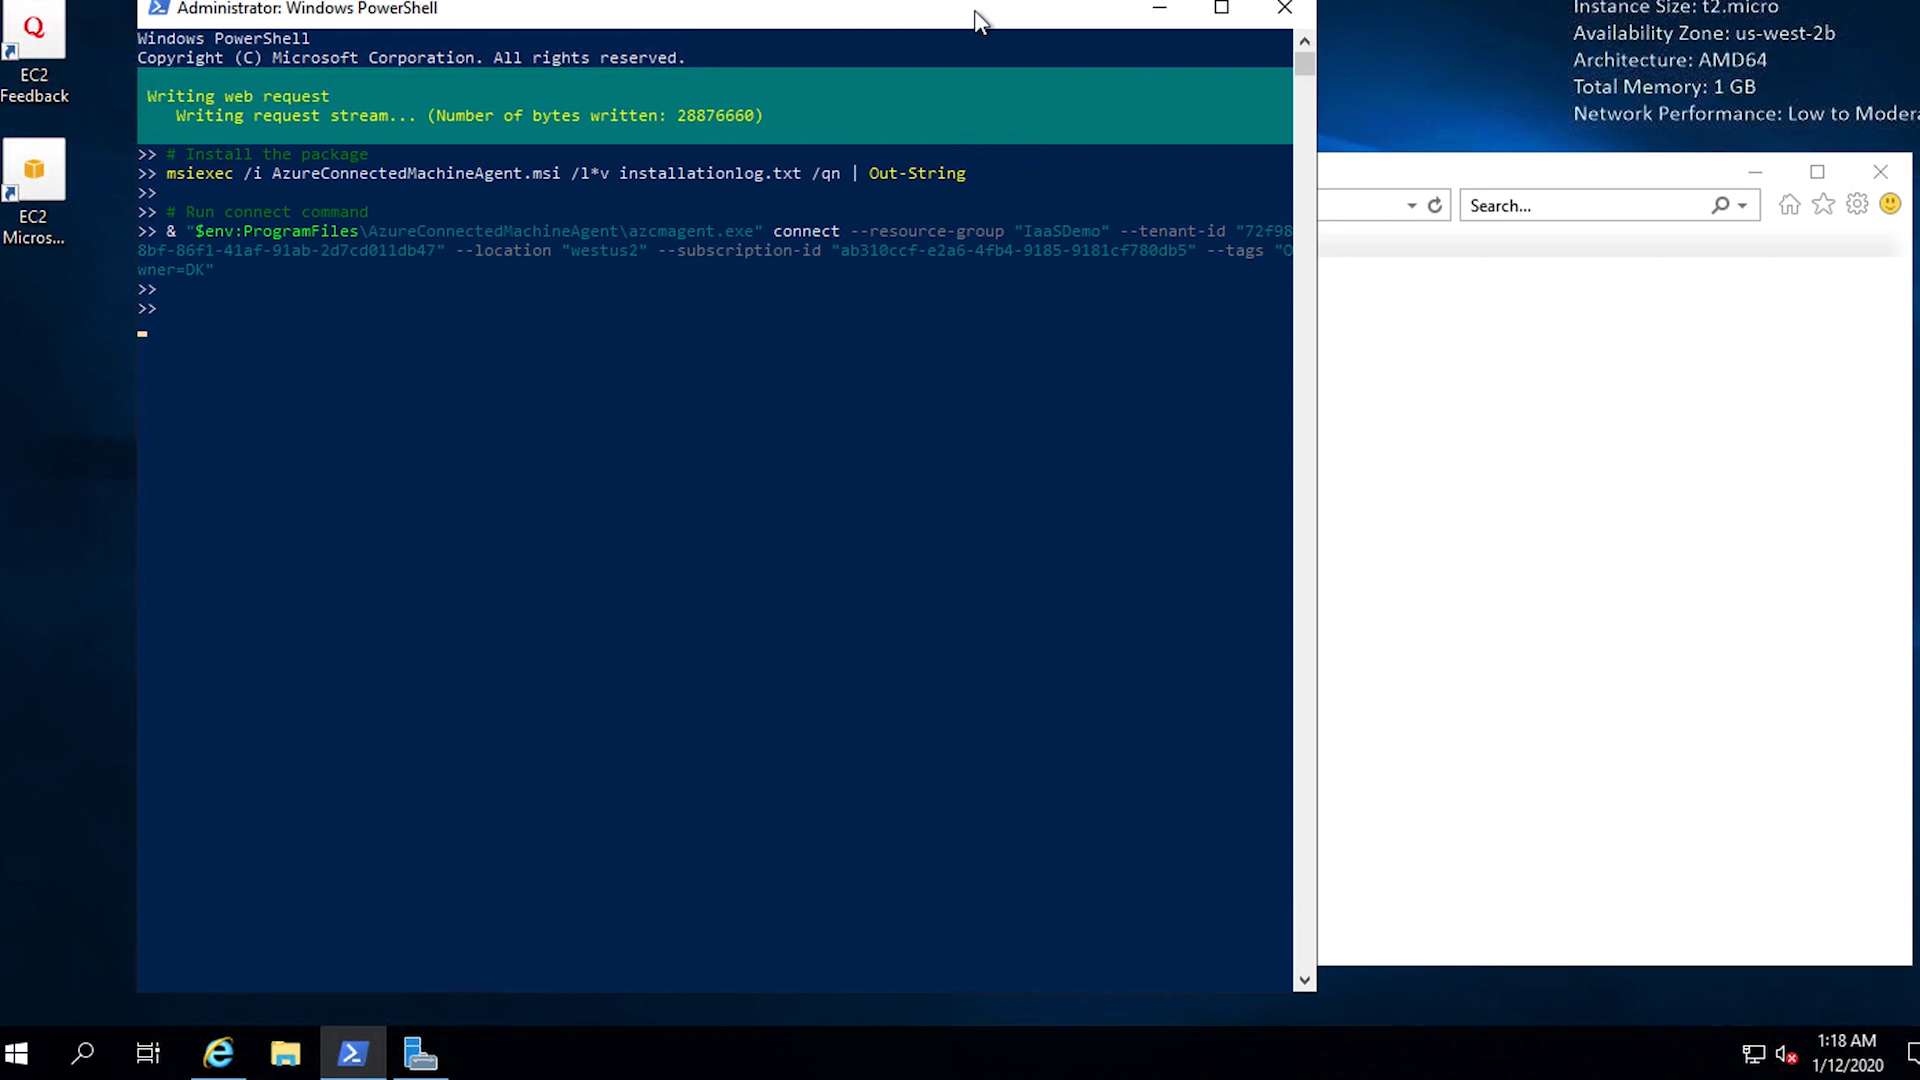 Administrator: Windows PowerShell
Windows PowerShell
Copyright (C) Microsoft Corporation. All rights reserved.
Writing web request
Writing request stream... (Number of bytes written: 28876660)
>> # Install the package
>> msiexec /i AzureConnectedMachineAgent.msi /l*v installationlog.txt /qn | Out-String
>>
>> # Run connect command
>> & "$env:ProgramFiles\AzureConnectedMachineAgent\azcmagent.exe" connect --resource-group "IaaSDemo" --tenant-id "72f98
8bf-86f1-41af-91ab-2d7cd011db47" --location "westus2" --subscription-id "ab310ccf-e2a6-4fb4-9185-9181cf780db5" --tags "O
wner=DK"
>>
>>
EC2
Feedback
EC2
Micros...
Instance Size: t2.micro
Availability Zone: us-west-2b
Architecture: AMD64
Total Memory: 1 GB
Network Performance: Low to Modera
Search...
1:18 AM
1/12/2020